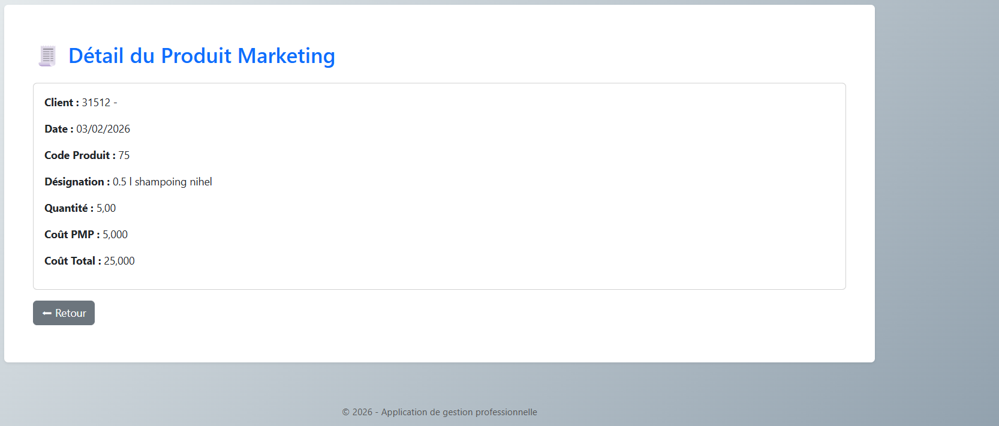 Détail du Produit Marketing
Client : 31512 -
Date : 03/02/2026
Code Produit : 75
Désignation : 0.5 l shampoing nihel
Quantité : 5,00
Coût PMP : 5,000
Coût Total : 25,000
⬅ Retour
© 2026 - Application de gestion professionnelle